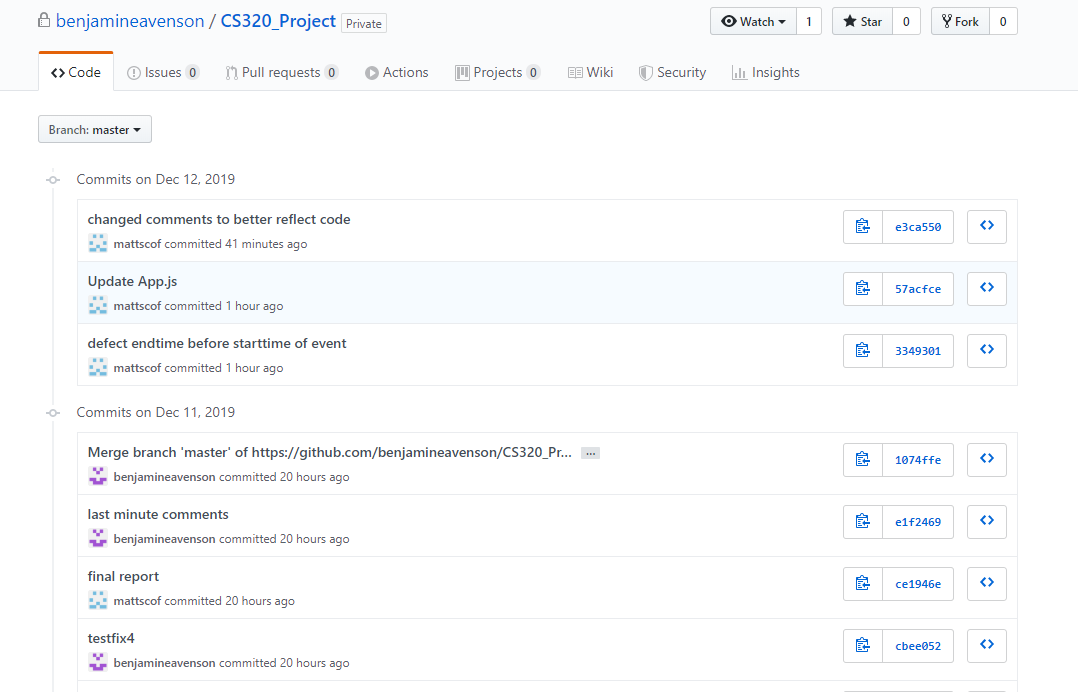 benjamineavenson / CS320_Project Private
Watch 1 Star 0 Fork 0
Code Issues 0 Pull requests 0 Actions Projects 0 Wiki Security Insights
Branch: master
Commits on Dec 12, 2019
changed comments to better reflect code
mattscof committed 41 minutes ago
e3ca550
Update App.js
mattscof committed 1 hour ago
57acfce
defect endtime before starttime of event
mattscof committed 1 hour ago
3349301
Commits on Dec 11, 2019
Merge branch 'master' of https://github.com/benjamineavenson/CS320_Pr... …
benjamineavenson committed 20 hours ago
1074ffe
last minute comments
benjamineavenson committed 20 hours ago
e1f2469
final report
mattscof committed 20 hours ago
ce1946e
testfix4
benjamineavenson committed 20 hours ago
cbee052